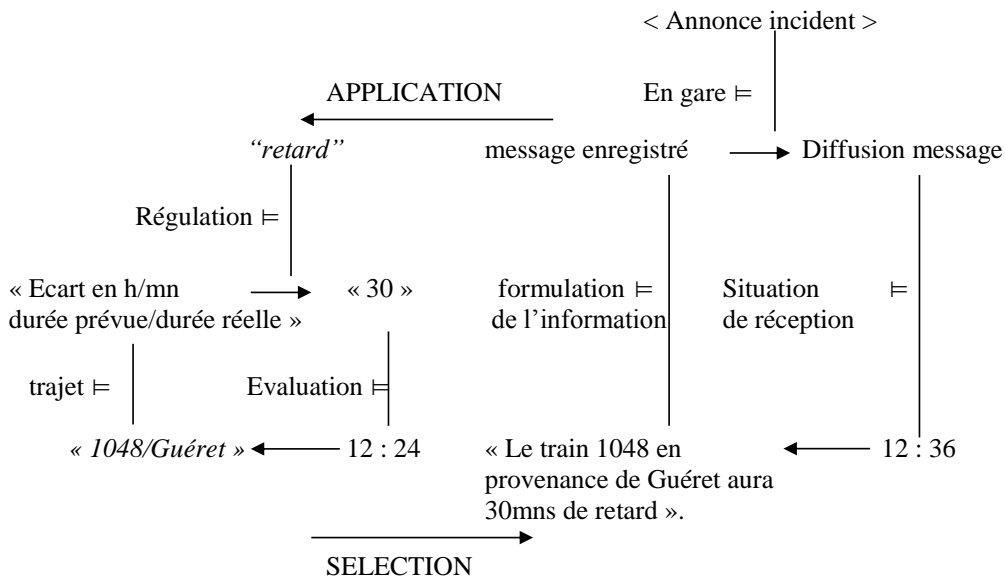 < Annonce incident >
APPLICATION
En gare ⊨
“retard”
message enregistré
Diffusion message
Régulation ⊨
« Ecart en h/mn
durée prévue/durée réelle »
« 30 »
formulation ⊨
de l’information
Situation ⊨
de réception
trajet ⊨
Evaluation ⊨
« 1048/Guéret »
12 : 24
« Le train 1048 en
provenance de Guéret aura
30mns de retard ».
12 : 36
SELECTION